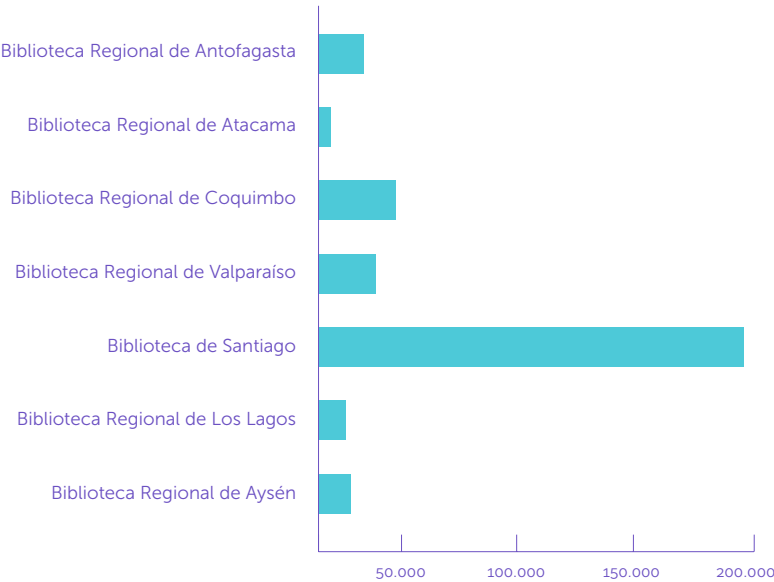 Biblioteca Regional de Antofagasta
Biblioteca Regional de Atacama
Biblioteca Regional de Coquimbo
Biblioteca Regional de Valparaíso
Biblioteca de Santiago
Biblioteca Regional de Los Lagos
Biblioteca Regional de Aysén
50.000 100.000 150.000 200.000